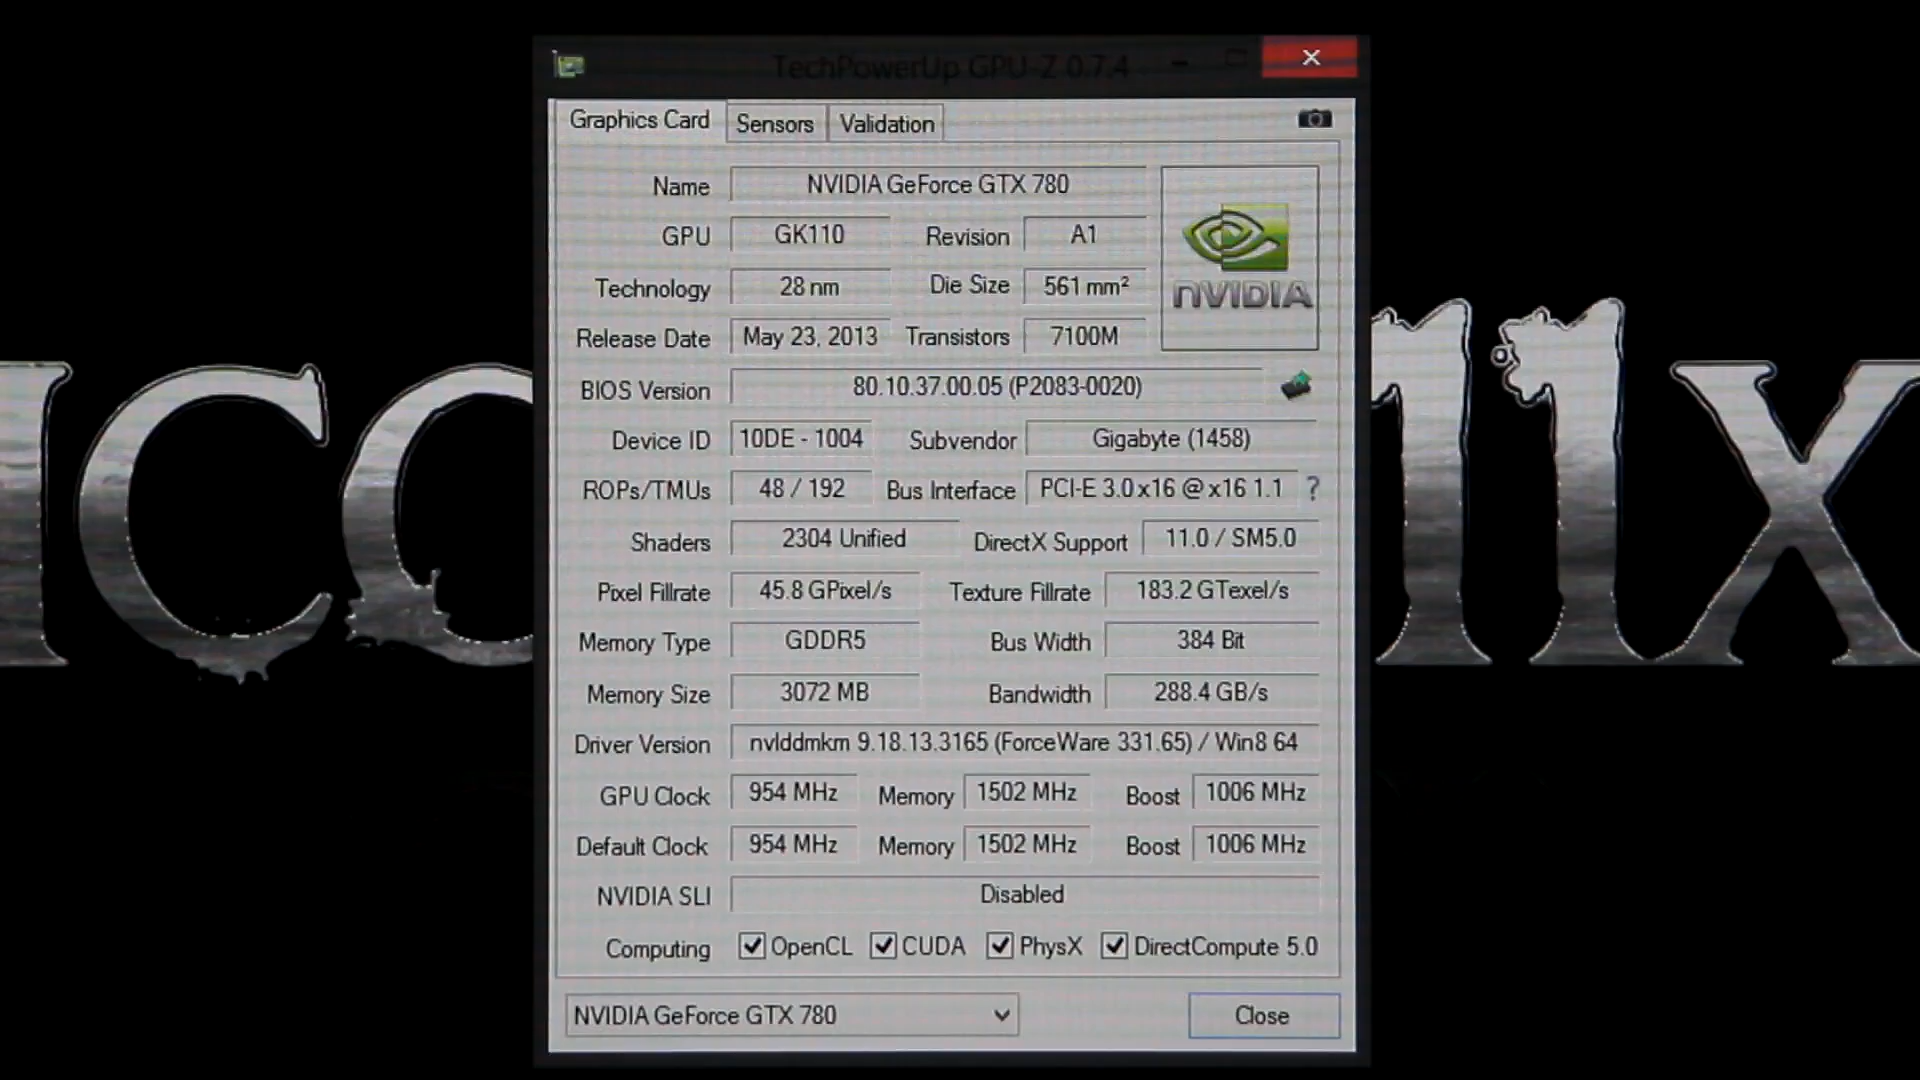 TechPowerUp GPU-Z 0.7.4
Graphics Card Sensors Validation
Name NVIDIA GeForce GTX 780
GPU GK110 Revision A1
Technology 28 nm Die Size 561 mm²
NVIDIA
Release Date May 23, 2013 Transistors 7100M
BIOS Version 80.10.37.00.05 (P2083-0020)
Device ID 10DE - 1004 Subvendor Gigabyte (1458)
ROPs/TMUs 48 / 192 Bus Interface PCI-E 3.0 x16 @ x16 1.1 ?
Shaders 2304 Unified DirectX Support 11.0 / SM5.0
Pixel Fillrate 45.8 GPixel/s Texture Fillrate 183.2 GTexel/s
Memory Type GDDR5 Bus Width 384 Bit
Memory Size 3072 MB Bandwidth 288.4 GB/s
Driver Version nvlddmkm 9.18.13.3165 (ForceWare 331.65) / Win8 64
GPU Clock 954 MHz Memory 1502 MHz Boost 1006 MHz
Default Clock 954 MHz Memory 1502 MHz Boost 1006 MHz
NVIDIA SLI Disabled
Computing OpenCL CUDA PhysX DirectCompute 5.0
NVIDIA GeForce GTX 780 Close